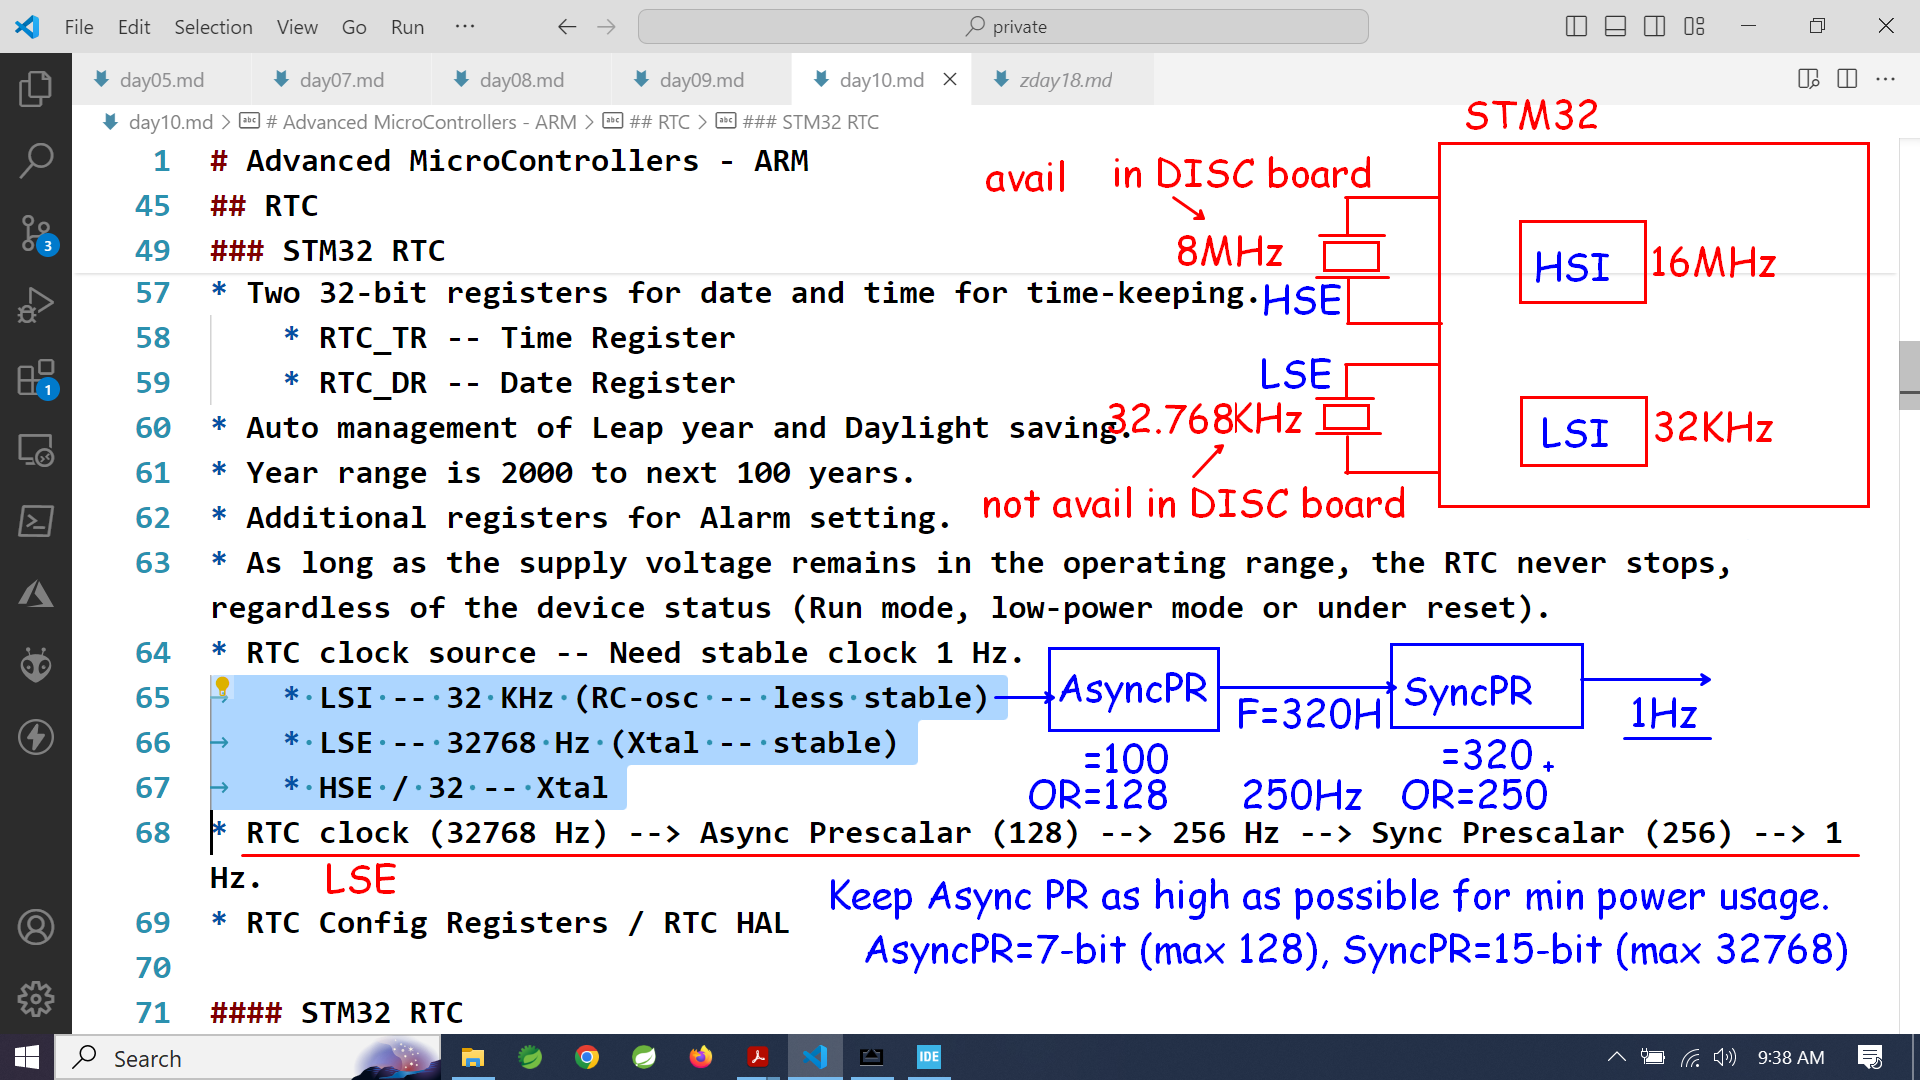 File Edit Selection View Go Run ··· private
day05.md day07.md day08.md day09.md day10.md zday18.md
day10.md > # Advanced MicroControllers - ARM > ## RTC > ### STM32 RTC
STM32
1 # Advanced MicroControllers - ARM
avail in DISC board
45 ## RTC
8MHz
HSI 16MHz
49 ### STM32 RTC
57 * Two 32-bit registers for date and time for time-keeping.
HSE
58 * RTC_TR -- Time Register
59 * RTC_DR -- Date Register
LSE
60 * Auto management of Leap year and Daylight saving.
32.768KHz
LSI 32KHz
61 * Year range is 2000 to next 100 years.
62 * Additional registers for Alarm setting.
not avail in DISC board
63 * As long as the supply voltage remains in the operating range, the RTC never stops,
regardless of the device status (Run mode, low-power mode or under reset).
64 * RTC clock source -- Need stable clock 1 Hz.
65 * LSI -- 32 KHz (RC-osc -- less stable)
AsyncPR F=320H SyncPR 1Hz
66 * LSE -- 32768 Hz (Xtal -- stable)
=100 =320
67 * HSE / 32 -- Xtal
OR=128 250Hz OR=250
68 * RTC clock (32768 Hz) --> Async Prescalar (128) --> 256 Hz --> Sync Prescalar (256) --> 1
Hz.
LSE
Keep Async PR as high as possible for min power usage.
69 * RTC Config Registers / RTC HAL
AsyncPR=7-bit (max 128), SyncPR=15-bit (max 32768)
70
71 #### STM32 RTC
3
1
Search IDE 9:38 AM